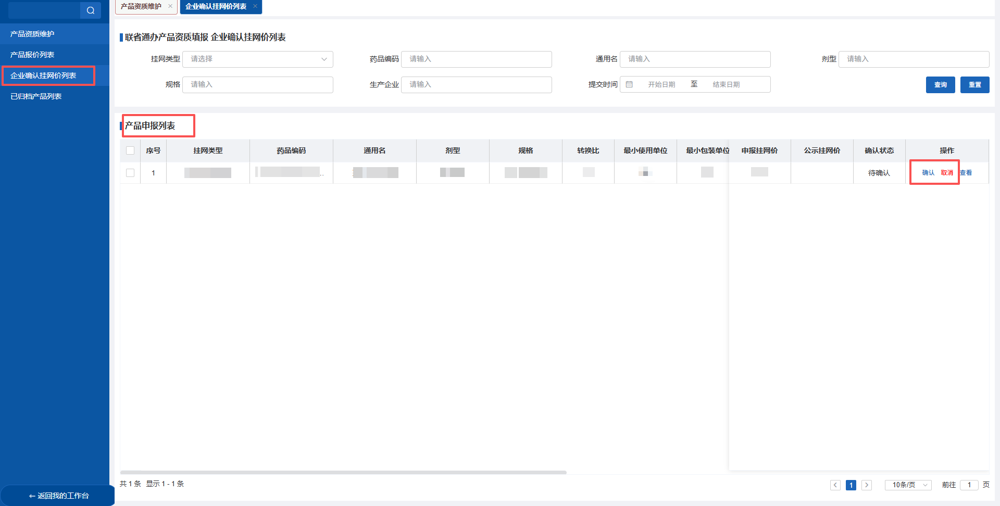 产品资质维护 ×
企业确认挂网价列表 ×
产品资质维护
产品报价列表
企业确认挂网价列表
已归档产品列表
← 返回我的工作台
联省通办产品资质填报 企业确认挂网价列表
挂网类型 请选择 药品编码 请输入 通用名 请输入 剂型 请输入
规格 请输入 生产企业 请输入 提交时间 开始日期 至 结束日期 查询 重置
产品申报列表
序号 挂网类型 药品编码 通用名 剂型 规格 转换比 最小使用单位 最小包装单位 申报挂网价 公示挂网价 确认状态 操作
1 .. 待确认 确认 取消 查看
共 1 条 显示 1 - 1 条 1 10条/页 前往 1 页